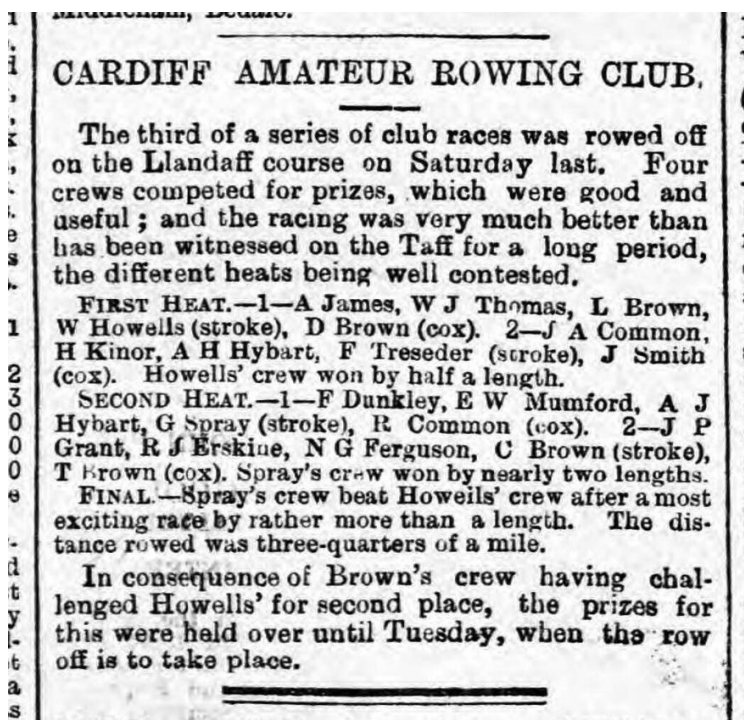 Middleham, Bedale.
CARDIFF AMATEUR ROWING CLUB.
The third of a series of club races was rowed off
on the Llandaff course on Saturday last. Four
crews competed for prizes, which were good and
useful ; and the racing was very much better than
has been witnessed on the Taff for a long period,
the different heats being well contested.
FIRST HEAT.—1—A James, W J Thomas, L Brown,
W Howells (stroke), D Brown (cox). 2—J A Common,
H Kinor, A H Hybart, F Treseder (stroke), J Smith
(cox). Howells' crew won by half a length.
SECOND HEAT.—1—F Dunkley, E W Mumford, A J
Hybart, G Spray (stroke), R Common (cox). 2—J P
Grant, R J Erskine, N G Ferguson, C Brown (stroke),
T Brown (cox). Spray's crew won by nearly two lengths.
FINAL.—Spray's crew beat Howells' crew after a most
exciting race by rather more than a length. The dis-
tance rowed was three-quarters of a mile.
In consequence of Brown's crew having chal-
lenged Howells' for second place, the prizes for
this were held over until Tuesday, when the row
off is to take place.